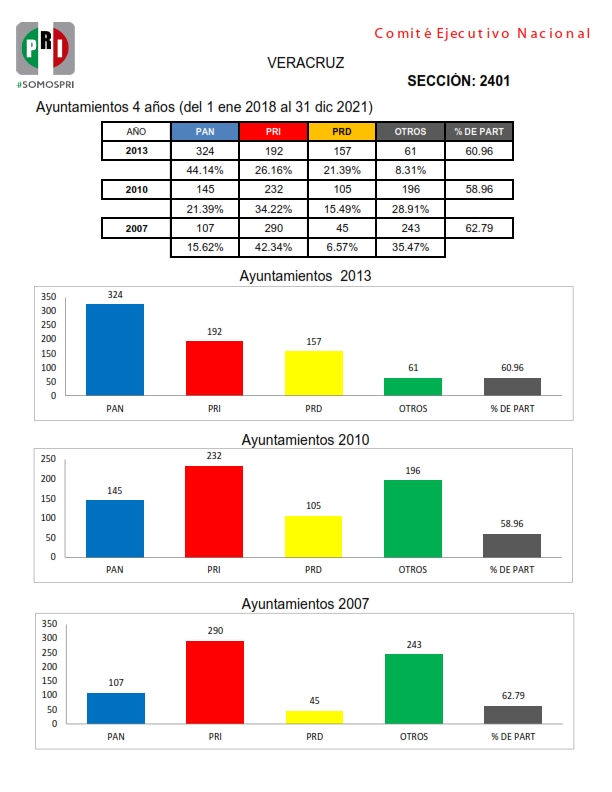 Comité Ejecutivo Nacional
PRI
#SOMOSPRI
VERACRUZ
SECCIÓN: 2401
Ayuntamientos 4 años (del 1 ene 2018 al 31 dic 2021)
AÑO PAN PRI PRD OTROS % DE PART
2013 324 192 157 61 60.96
44.14% 26.16% 21.39% 8.31%
2010 145 232 105 196 58.96
21.39% 34.22% 15.49% 28.91%
2007 107 290 45 243 62.79
15.62% 42.34% 6.57% 35.47%
Ayuntamientos 2013
350
300
250
200
150
100
50
0
324 192 157 61 60.96
PAN PRI PRD OTROS % DE PART
Ayuntamientos 2010
250
200
150
100
50
0
145 232 105 196 58.96
PAN PRI PRD OTROS % DE PART
Ayuntamientos 2007
350
300
250
200
150
100
50
0
107 290 45 243 62.79
PAN PRI PRD OTROS % DE PART